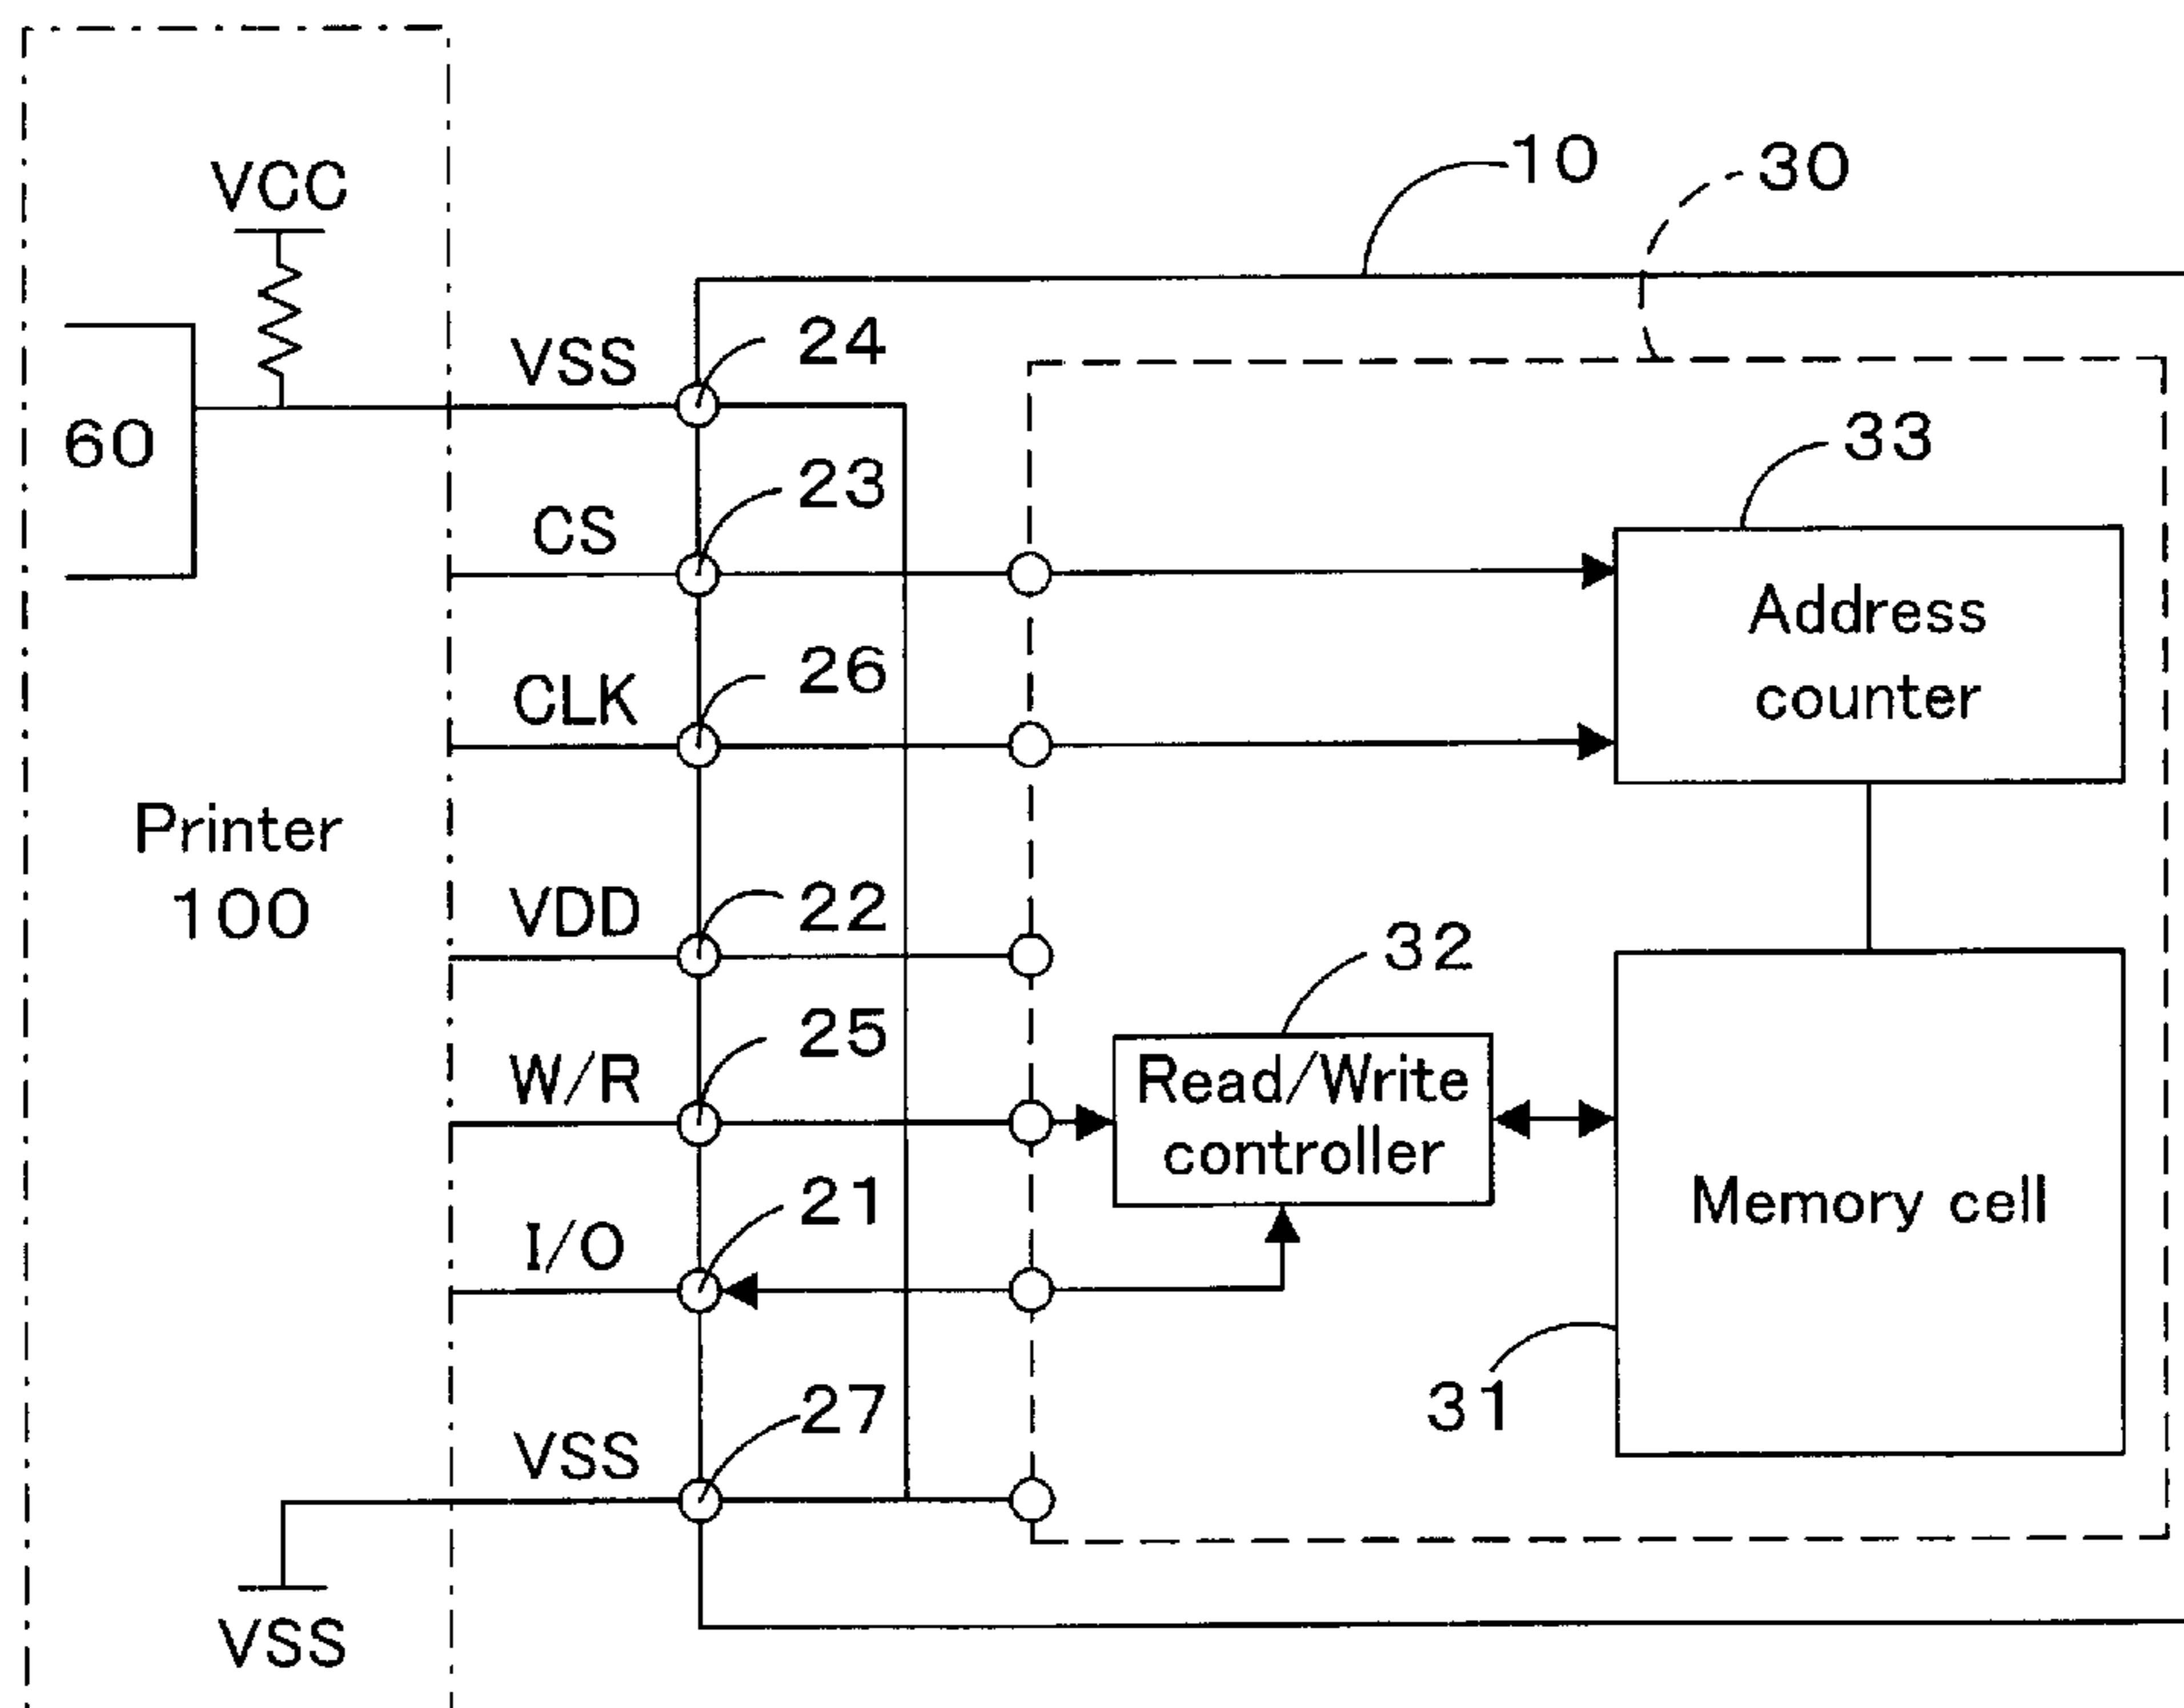 10
30
VCC
24
VSS
60
33
23
CS
Address
counter
26
CLK
Printer
100
22
VDD
32
25
W/R
Read/Write
controller
21
I/O
Memory cell
27
31
VSS
VSS